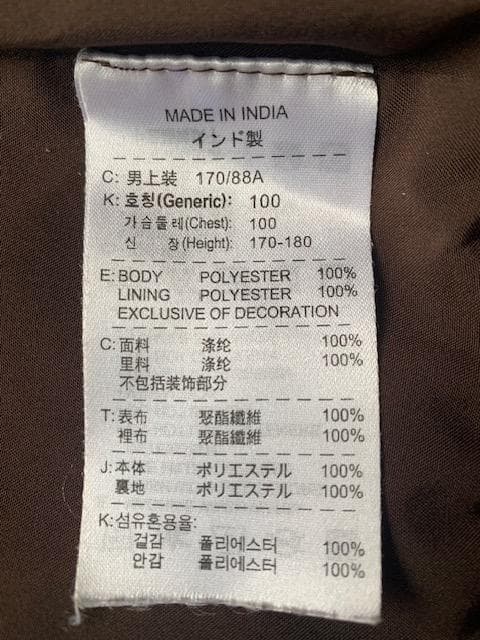 MADE IN INDIA
インド製
C: 男上装 170/88A
K: 호칭(Generic): 100
가슴둘레(Chest): 100
신 장(Height): 170-180
E: BODY POLYESTER 100%
LINING POLYESTER 100%
EXCLUSIVE OF DECORATION
C: 面料 涤纶 100%
里料 涤纶 100%
不包括装饰部分
T: 表布 聚酯纖維 100%
裡布 聚酯纖維 100%
J: 本体 ポリエステル 100%
裏地 ポリエステル 100%
K: 섬유혼용율:
겉감 폴리에스터 100%
안감 폴리에스터 100%